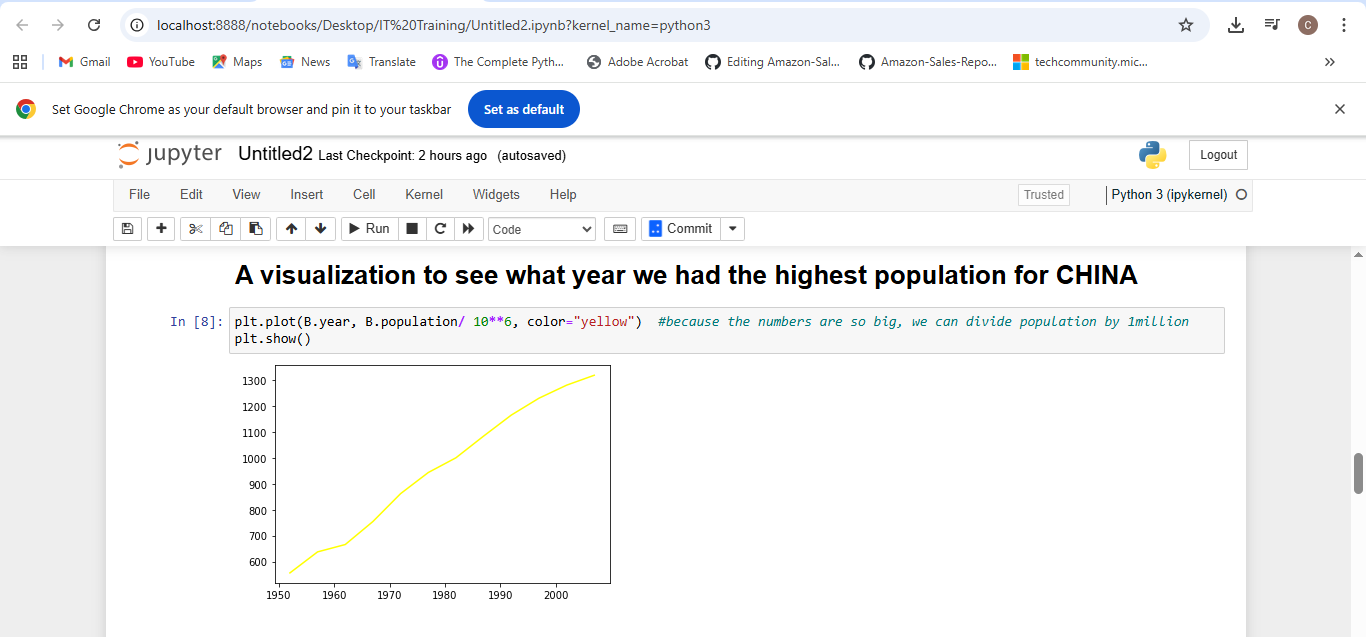 localhost:8888/notebooks/Desktop/IT%20Training/Untitled2.ipynb?kernel_name=python3
C
Gmail YouTube Maps News Translate The Complete Pyth... Adobe Acrobat Editing Amazon-Sal... Amazon-Sales-Repo... techcommunity.mic... »
Set Google Chrome as your default browser and pin it to your taskbar Set as default
jupyter Untitled2 Last Checkpoint: 2 hours ago (autosaved) Logout
File Edit View Insert Cell Kernel Widgets Help Trusted Python 3 (ipykernel)
Run Code Commit
A visualization to see what year we had the highest population for CHINA
In [8]: plt.plot(B.year, B.population/ 10**6, color="yellow") #because the numbers are so big, we can divide population by 1million
plt.show()
1300
1200
1100
1000
900
800
700
600
1950 1960 1970 1980 1990 2000